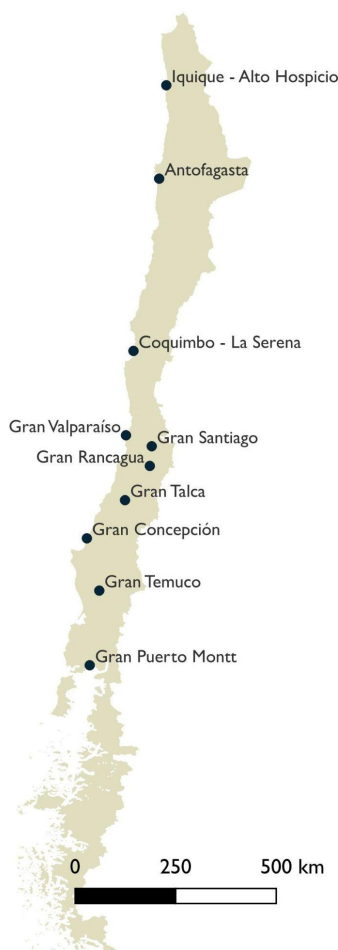 Iquique - Alto Hospicio
Antofagasta
Coquimbo - La Serena
Gran Valparaíso
Gran Santiago
Gran Rancagua
Gran Talca
Gran Concepción
Gran Temuco
Gran Puerto Montt
0 250 500 km